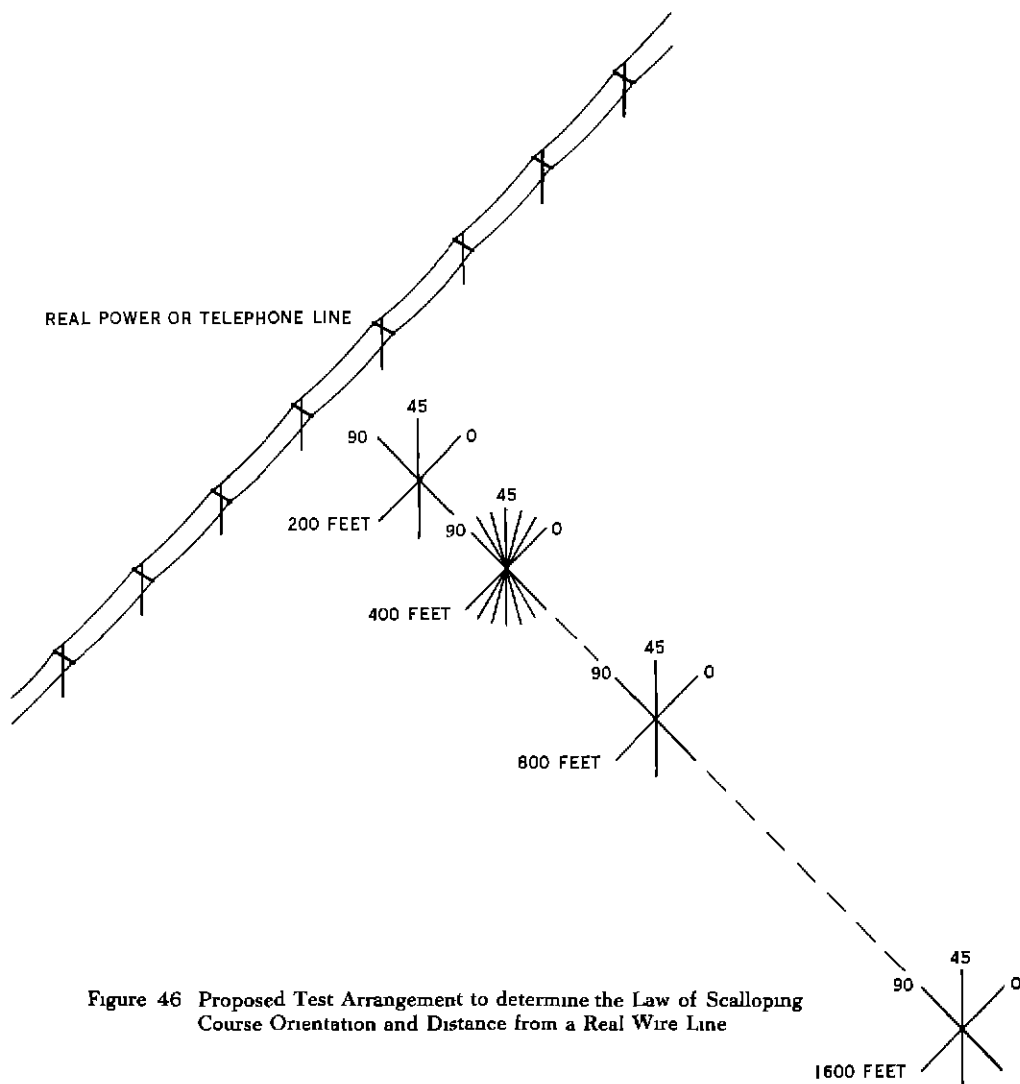 REAL POWER OR TELEPHONE LINE
45
90 0
200 FEET
45
90 0
400 FEET
45
90 0
800 FEET
45
90 0
1600 FEET
Figure 46 Proposed Test Arrangement to determine the Law of Scalloping
Course Orientation and Distance from a Real Wire Line